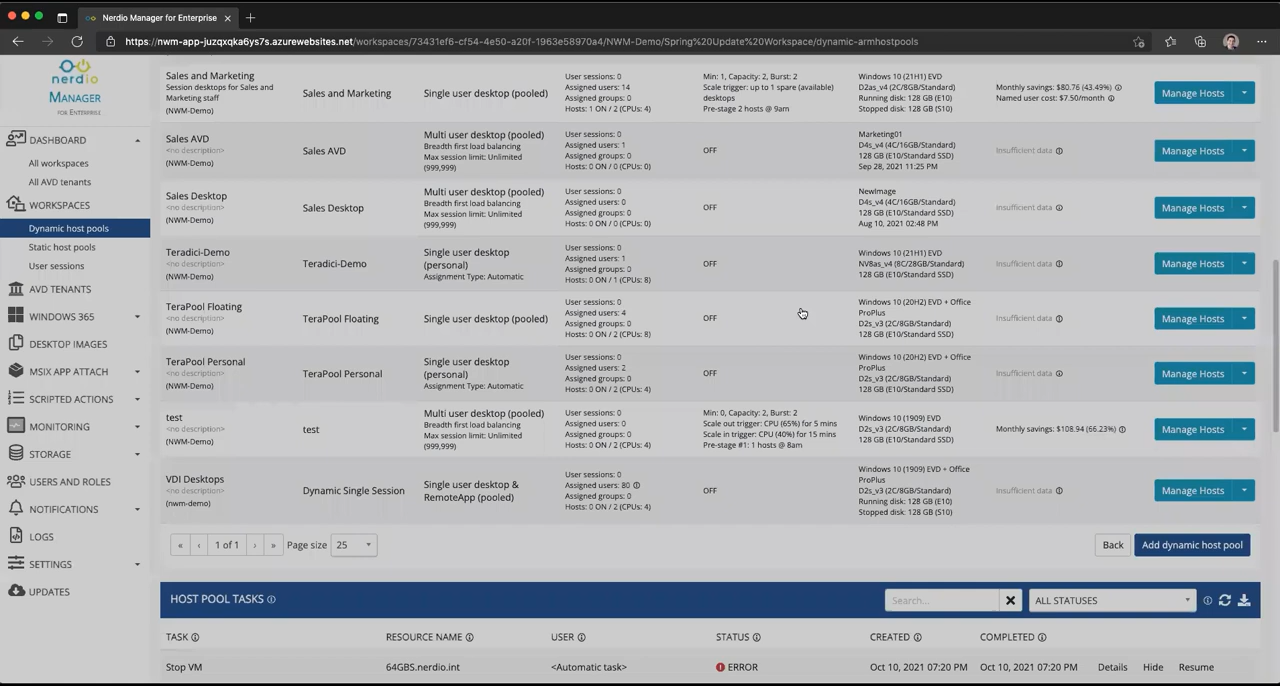 Nerdio Manager for Enterprise
https://nwm-app-juzqxqka6ys7s.azurewebsites.net/workspaces/73431ef6-cf54-4e50-a20f-1963e58970a4/NWM-Demo/Spring%20Update%20Workspace/dynamic-armhostpools
nerdio
MANAGER
FOR ENTERPRISE
DASHBOARD
All workspaces
All AVD tenants
WORKSPACES
Dynamic host pools
Static host pools
User sessions
AVD TENANTS
WINDOWS 365
DESKTOP IMAGES
MSIX APP ATTACH
SCRIPTED ACTIONS
MONITORING
STORAGE
USERS AND ROLES
NOTIFICATIONS
LOGS
SETTINGS
UPDATES
Sales and Marketing
Session desktops for Sales and
Marketing staff
(NWM-Demo)
Sales and Marketing
Single user desktop (pooled)
User sessions: 0
Assigned users: 14
Assigned groups: 0
Hosts: 1 ON / 2 (CPUs: 4)
Min: 1, Capacity: 2, Burst: 2
Scale trigger: up to 1 spare (available)
desktops
Pre-stage 2 hosts @ 9am
Windows 10 (21H1) EVD
D2as_v4 (2C/8GB/Standard)
Running disk: 128 GB (E10)
Stopped disk: 128 GB (S10)
Monthly savings: $80.76 (43.49%)
Named user cost: $7.50/month
Manage Hosts
Sales AVD
<no description>
(NWM-Demo)
Sales AVD
Multi user desktop (pooled)
Breadth first load balancing
Max session limit: Unlimited
(999,999)
User sessions: 0
Assigned users: 1
Assigned groups: 0
Hosts: 0 ON / 0 (CPUs: 0)
OFF
Marketing01
D4s_v4 (4C/16GB/Standard)
128 GB (E10/Standard SSD)
Sep 28, 2021 11:25 PM
Insufficient data
Manage Hosts
Sales Desktop
<no description>
(NWM-Demo)
Sales Desktop
Multi user desktop (pooled)
Breadth first load balancing
Max session limit: Unlimited
(999,999)
User sessions: 0
Assigned users: 0
Assigned groups: 0
Hosts: 0 ON / 0 (CPUs: 0)
OFF
NewImage
D4s_v4 (4C/16GB/Standard)
128 GB (E10/Standard SSD)
Aug 10, 2021 02:48 PM
Insufficient data
Manage Hosts
Teradici-Demo
<no description>
(NWM-Demo)
Teradici-Demo
Single user desktop
(personal)
Assignment Type: Automatic
User sessions: 0
Assigned users: 1
Assigned groups: 0
Hosts: 0 ON / 1 (CPUs: 8)
OFF
Windows 10 (21H1) EVD
NV8as_v4 (8C/28GB/Standard)
128 GB (E10/Standard SSD)
Insufficient data
Manage Hosts
TeraPool Floating
<no description>
(NWM-Demo)
TeraPool Floating
Single user desktop (pooled)
User sessions: 0
Assigned users: 4
Assigned groups: 0
Hosts: 0 ON / 2 (CPUs: 8)
OFF
Windows 10 (20H2) EVD + Office
ProPlus
D2s_v3 (2C/8GB/Standard)
128 GB (E10/Standard SSD)
Insufficient data
Manage Hosts
TeraPool Personal
<no description>
(NWM-Demo)
TeraPool Personal
Single user desktop
(personal)
Assignment Type: Automatic
User sessions: 0
Assigned users: 2
Assigned groups: 0
Hosts: 0 ON / 2 (CPUs: 4)
OFF
Windows 10 (20H2) EVD + Office
ProPlus
D2s_v3 (2C/8GB/Standard)
128 GB (E10/Standard SSD)
Insufficient data
Manage Hosts
test
<no description>
(NWM-Demo)
test
Multi user desktop (pooled)
Breadth first load balancing
Max session limit: Unlimited
(999,999)
User sessions: 0
Assigned users: 0
Assigned groups: 0
Hosts: 0 ON / 2 (CPUs: 4)
Min: 0, Capacity: 2, Burst: 2
Scale out trigger: CPU (65%) for 5 mins
Scale in trigger: CPU (40%) for 15 mins
Pre-stage #1: 1 hosts @ 8am
Windows 10 (1909) EVD
D2s_v3 (2C/8GB/Standard)
128 GB (E10/Standard SSD)
Monthly savings: $108.94 (66.23%)
Manage Hosts
VDI Desktops
<no description>
(nwm-demo)
Dynamic Single Session
Single user desktop &
RemoteApp (pooled)
User sessions: 0
Assigned users: 80
Assigned groups: 0
Hosts: 0 ON / 2 (CPUs: 4)
OFF
Windows 10 (1909) EVD + Office
ProPlus
D2s_v3 (2C/8GB/Standard)
Running disk: 128 GB (E10)
Stopped disk: 128 GB (S10)
Insufficient data
Manage Hosts
« ‹ 1 of 1 › » Page size 25
Back
Add dynamic host pool
HOST POOL TASKS
Search...
ALL STATUSES
TASK RESOURCE NAME USER STATUS CREATED COMPLETED
Stop VM 64GBS.nerdio.int <Automatic task> ERROR Oct 10, 2021 07:20 PM Oct 10, 2021 07:20 PM Details Hide Resume